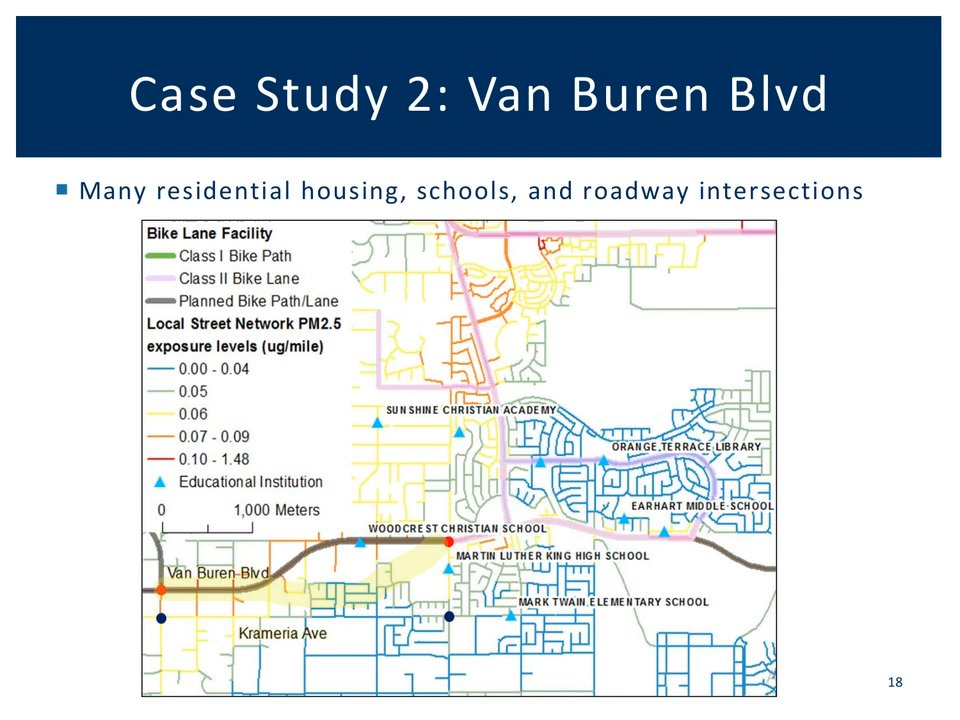 Case Study 2: Van Buren Blvd
Many residential housing, schools, and roadway intersections
Bike Lane Facility
Class I Bike Path
Class II Bike Lane
Planned Bike Path/Lane
Local Street Network PM2.5
exposure levels (ug/mile)
0.00 - 0.04
0.05
0.06
0.07 - 0.09
0.10 - 1.48
Educational Institution
0 1,000 Meters
SUNSHINE CHRISTIAN ACADEMY
ORANGE TERRACE LIBRARY
EARHART MIDDLE SCHOOL
WOODCREST CHRISTIAN SCHOOL
MARTIN LUTHER KING HIGH SCHOOL
Van Buren Blvd
MARK TWAIN ELEMENTARY SCHOOL
Krameria Ave
18